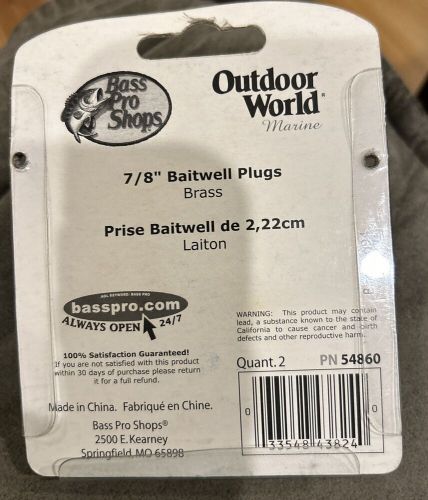 Bass
Pro
Shops
Outdoor
World®
Marine
7/8" Baitwell Plugs
Brass
Prise Baitwell de 2,22cm
Laiton
AOL KEYWORD: BASS PRO
basspro.com
ALWAYS OPEN 24/7
100% Satisfaction Guaranteed!
If you are not satisfied with this product
within 30 days of purchase please return
it for a full refund.
WARNING: This product may contain
lead, a substance known to the state of
California to cause cancer and birth
defects and other reproductive harm.
Quant. 2 PN 54860
Made in China. Fabriqué en Chine.
Bass Pro Shops®
2500 E. Kearney
Springfield, MO 65898
0 33548 43824 0